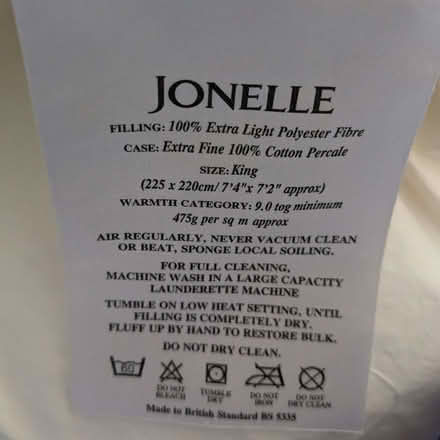 JONELLE
FILLING: 100% Extra Light Polyester Fibre
CASE: Extra Fine 100% Cotton Percale
SIZE: King
(225 x 220cm/ 7'4"x 7'2" approx)
WARMTH CATEGORY: 9.0 tog minimum
475g per sq m approx
AIR REGULARLY, NEVER VACUUM CLEAN
OR BEAT, SPONGE LOCAL SOILING.
FOR FULL CLEANING,
MACHINE WASH IN A LARGE CAPACITY
LAUNDERETTE MACHINE
TUMBLE ON LOW HEAT SETTING, UNTIL
FILLING IS COMPLETELY DRY.
FLUFF UP BY HAND TO RESTORE BULK.
DO NOT DRY CLEAN.
60
DO NOT BLEACH
TUMBLE DRY
DO NOT IRON
DO NOT DRY CLEAN
Made to British Standard BS 5335